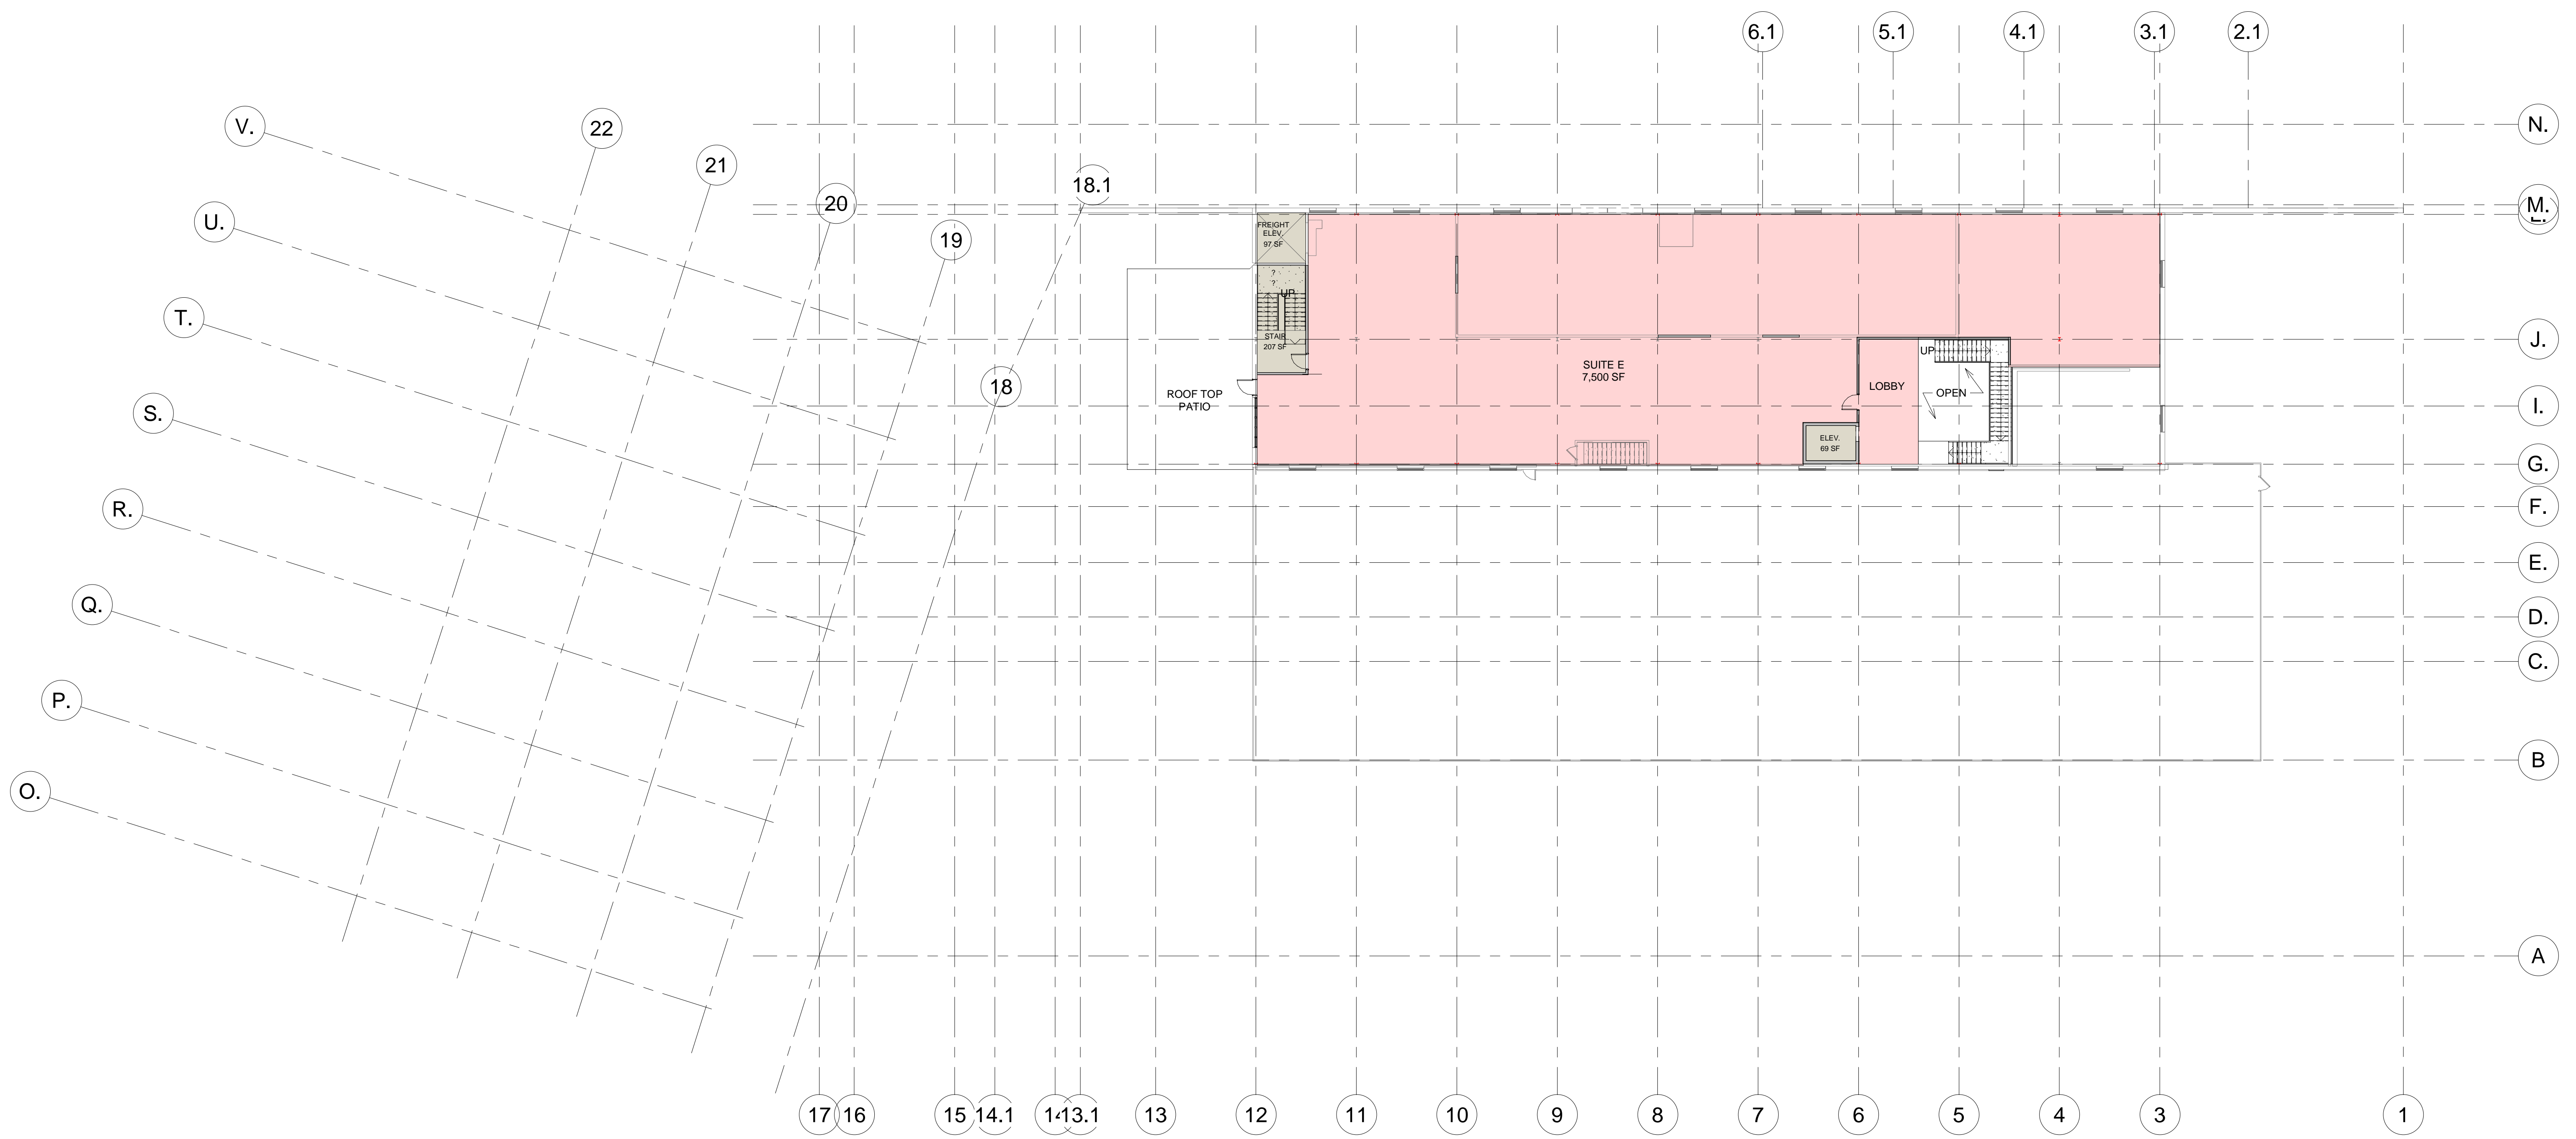 6.1
5.1
4.1
3.1
2.1
V.
22
21
20
19
18.1
18
U.
T.
S.
R.
Q.
P.
O.
N.
M.
L.
J.
I.
G.
F.
E.
D.
C.
B
A
FREIGHT
ELEV.
97 SF
?
?
UP
STAIR
207 SF
ROOF TOP
PATIO
SUITE E
7,500 SF
LOBBY
UP
OPEN
ELEV.
69 SF
17
16
15
14.1
14
13.1
13
12
11
10
9
8
7
6
5
4
3
1